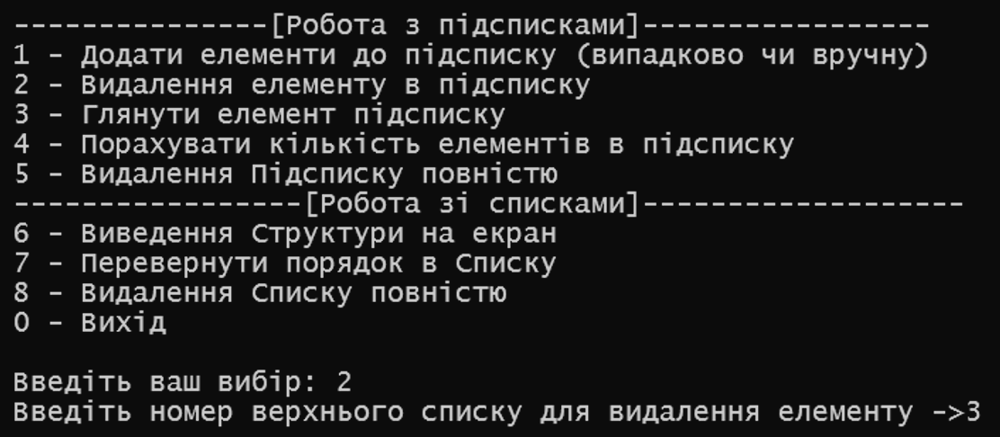 ---------------[Робота з підсписками]-----------------
1 - Додати елементи до підсписку (випадково чи вручну)
2 - Видалення елементу в підсписку
3 - Глянути елемент підсписку
4 - Порахувати кількість елементів в підсписку
5 - Видалення Підсписку повністю
-----------------[Робота зі списками]-------------------
6 - Виведення Структури на екран
7 - Перевернути порядок в Списку
8 - Видалення Списку повністю
0 - Вихід
Введіть ваш вибір: 2
Введіть номер верхнього списку для видалення елементу ->3